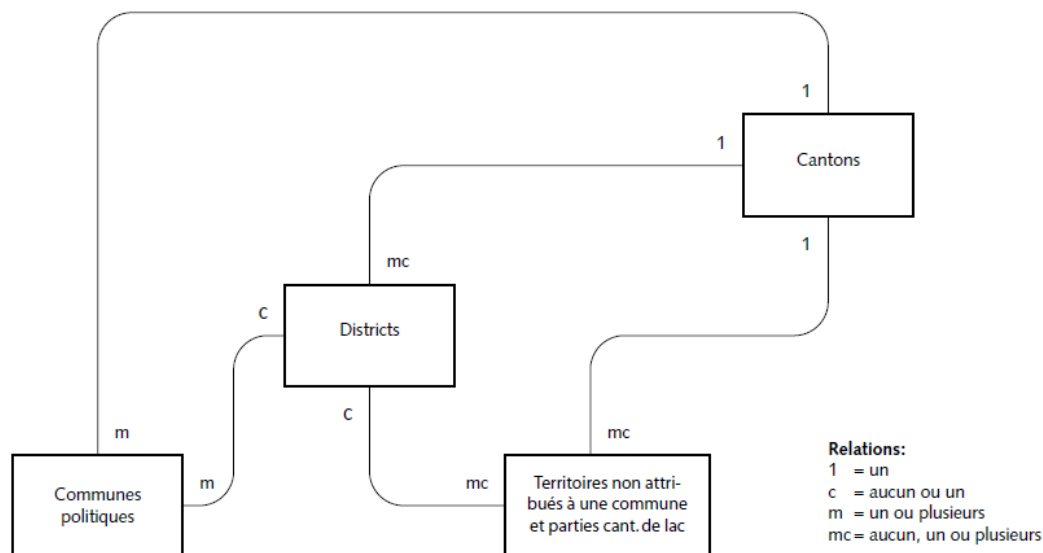 1
Cantons
1
1
mc
c
Districts
c
m
mc
m
mc
Communes
politiques
Territoires non attri-
bués à une commune
et parties cant. de lac
Relations:
1 = un
c = aucun ou un
m = un ou plusieurs
mc = aucun, un ou plusieurs